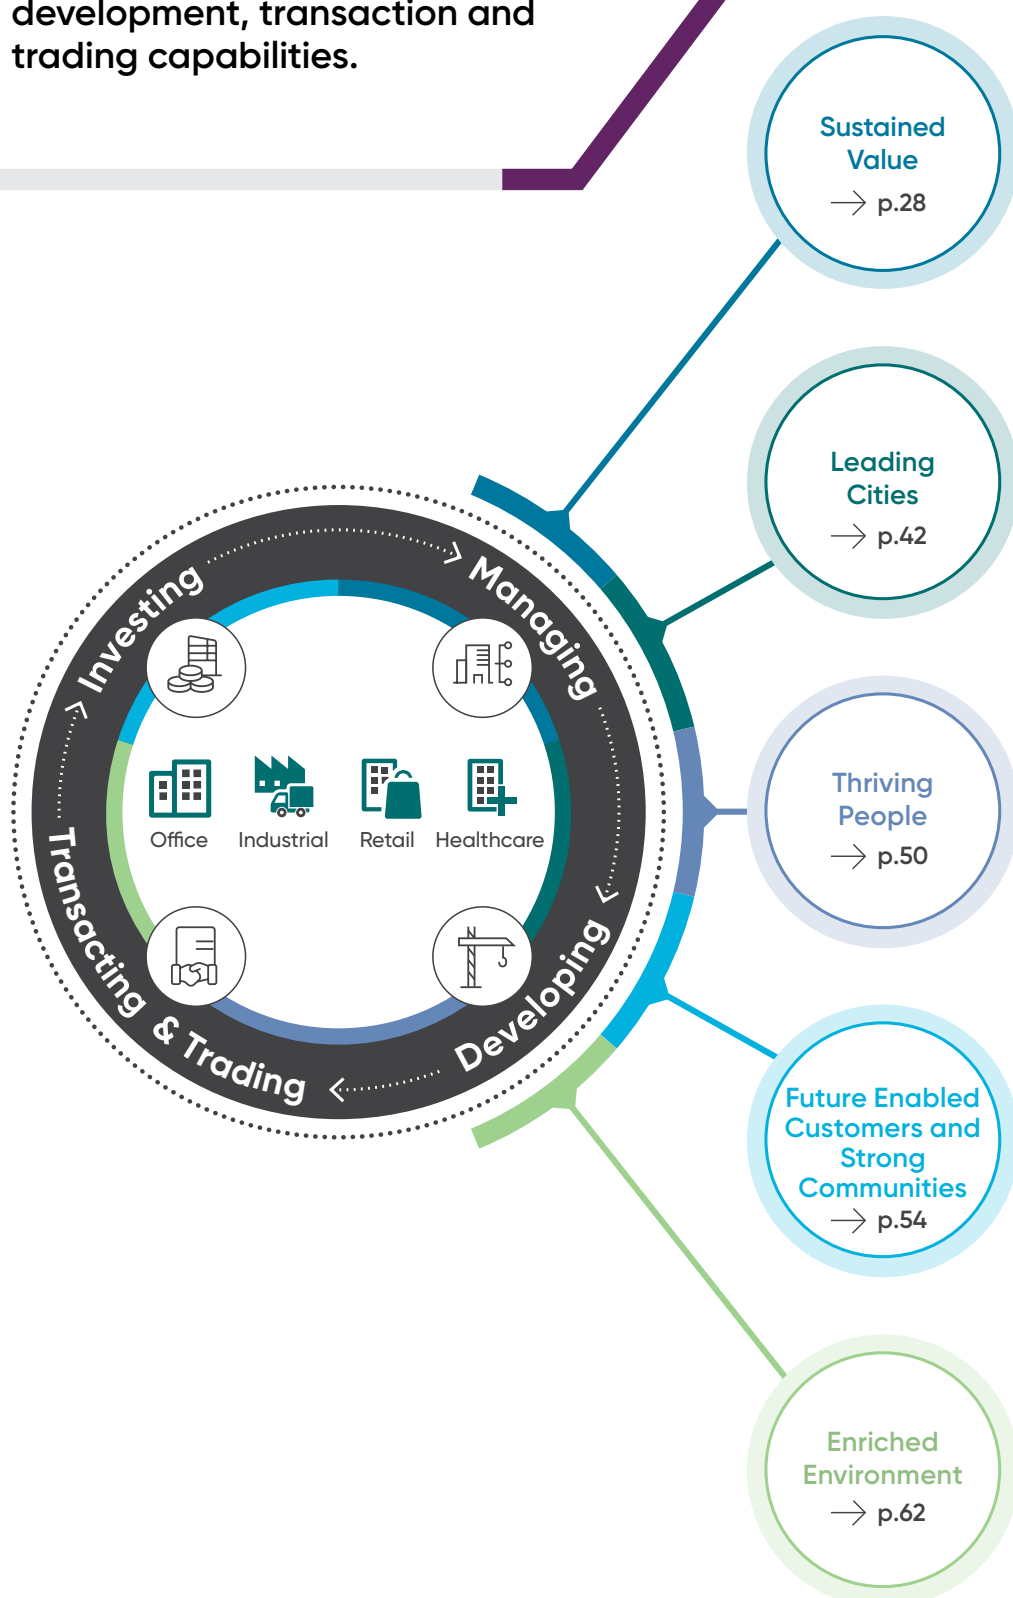 development, transaction and
trading capabilities.
Sustained
Value
→ p.28
Leading
Cities
→ p.42
Investing
Managing
Office
Industrial
Retail
Healthcare
Transacting & Trading
Developing
Thriving
People
→ p.50
Future Enabled
Customers and
Strong
Communities
→ p.54
Enriched
Environment
→ p.62